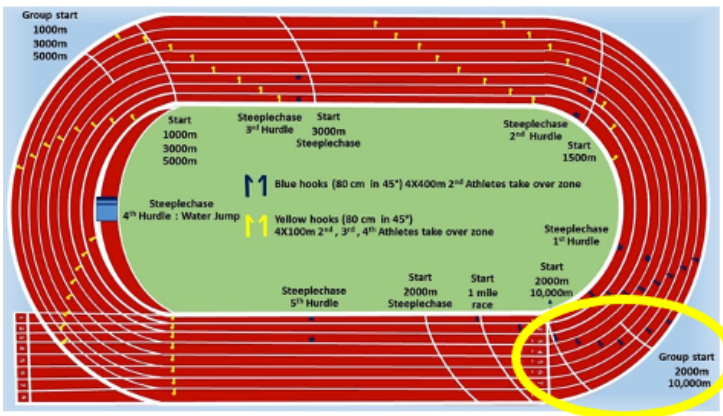 Group start
1000m
3000m
5000m
Start
1000m
3000m
5000m
Steeplechase
3rd Hurdle
Start
3000m
Steeplechase
Steeplechase
2nd Hurdle
Start
1500m
Blue hooks (80 cm in 45°) 4X400m 2nd Athletes take over zone
Steeplechase
4th Hurdle : Water Jump
Yellow hooks (80 cm in 45°)
4X100m 2nd , 3rd , 4th Athletes take over zone
Steeplechase
1st Hurdle
Steeplechase
5th Hurdle
Start
2000m
Steeplechase
Start
1 mile
race
Start
2000m
10,000m
Group start
2000m
10,000m